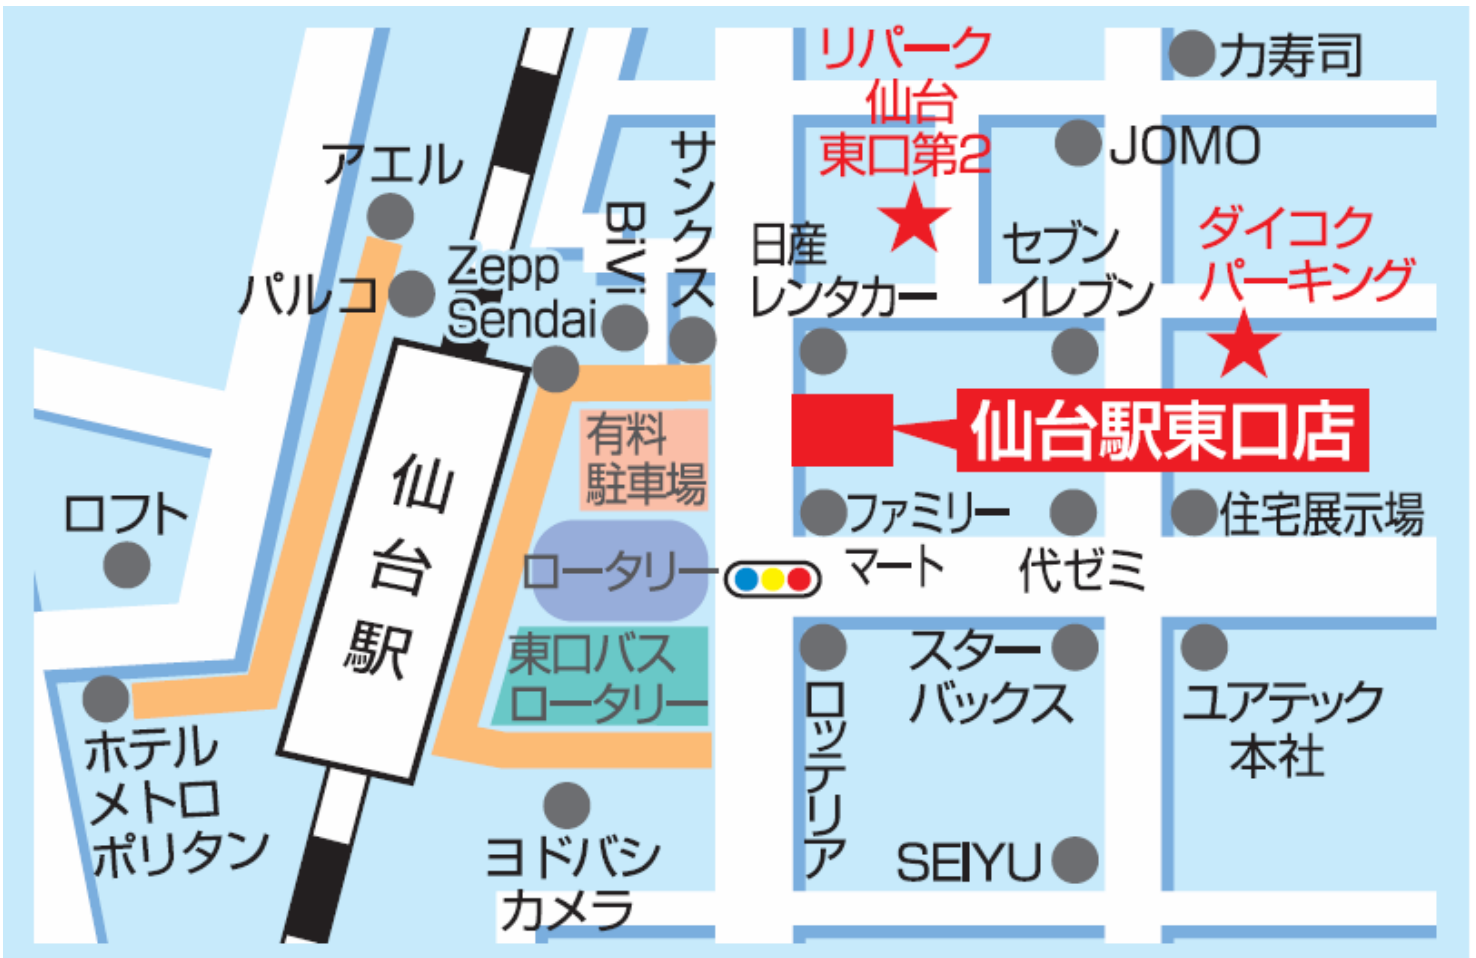 リパーク
仙台
東口第2
力寿司
JOMO
アエル
サンクス
BiVi
日産
レンタカー
セブン
イレブン
ダイコク
パーキング
パルコ
Zepp
Sendai
仙台駅東口店
有料
駐車場
仙台駅
ロフト
ファミリー
マート
代ゼミ
住宅展示場
ロータリー
東口バス
ロータリー
スター
バックス
ロッテリア
ユアテック
本社
ホテル
メトロ
ポリタン
ヨドバシ
カメラ
SEIYU